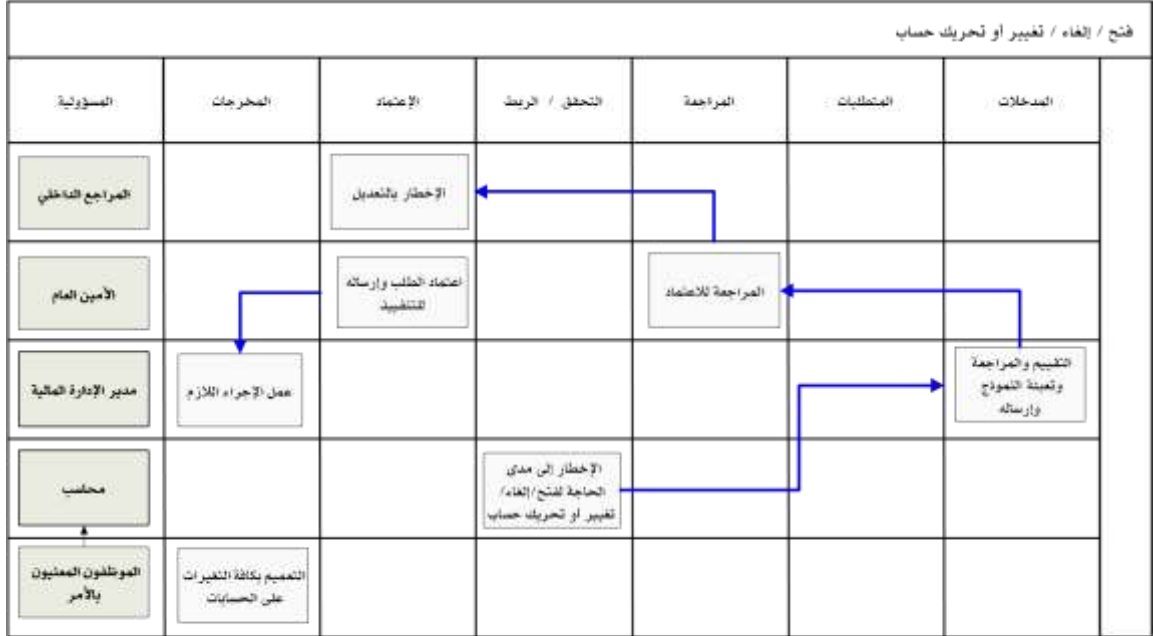 فتح / إلغاء / تغيير أو تحريك حساب
المدخلات
المتطلبات
المراجعة
التحقق / الربط
الإعتماد
المخرجات
المسؤولية
الإخطار بالتعديل
المراجع الداخلي
المراجعة للاعتماد
اعتماد الطلب وإرساله
للتنفييذ
الأمين العام
التقييم والمراجعة
وتعبئة النموذج
وإرساله
عمل الإجراء اللازم
مدير الإدارة المالية
الإخطار إلى مدى
الحاجة لفتح/إلغاء/
تغيير أو تحريك حساب
محاسب
التعميم بكافة التغيرات
على الحسابات
الموظفون المعنيون
بالأمر